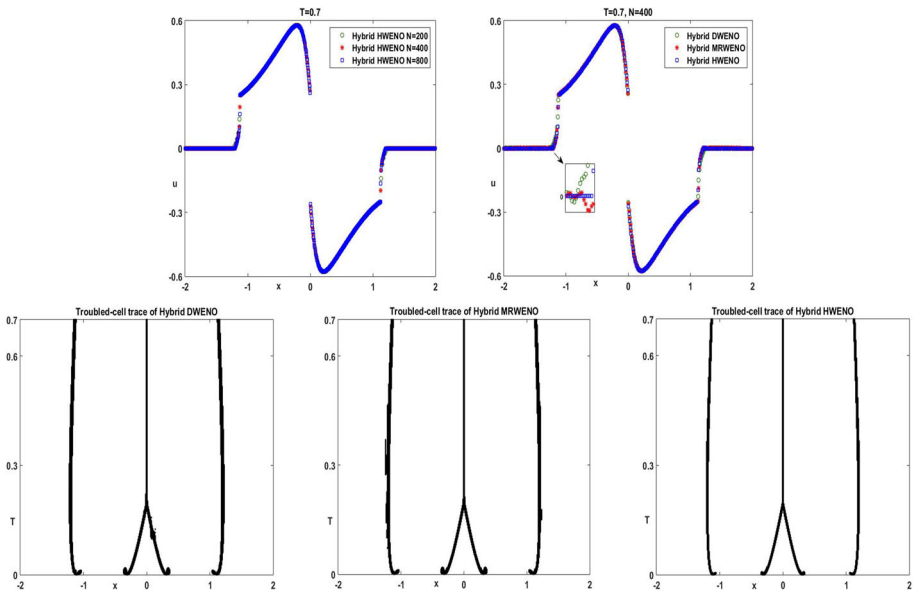 T=0.7
Hybrid HWENO N=200
Hybrid HWENO N=400
Hybrid HWENO N=800
0.6
0.3
0
u
-0.3
-0.6
-2
-1
x
0
1
2
T=0.7, N=400
Hybrid DWENO
Hybrid MRWENO
Hybrid HWENO
0.6
0.3
0
0
u
-0.3
-0.6
-2
-1
x
0
1
2
Troubled-cell trace of Hybrid DWENO
0.7
0.6
0.3
T
0
-2
-1
x
0
1
2
Troubled-cell trace of Hybrid MRWENO
0.7
0.6
0.3
T
0
-2
-1
x
0
1
2
Troubled-cell trace of Hybrid HWENO
0.7
0.6
0.3
T
0
-2
-1
x
0
1
2